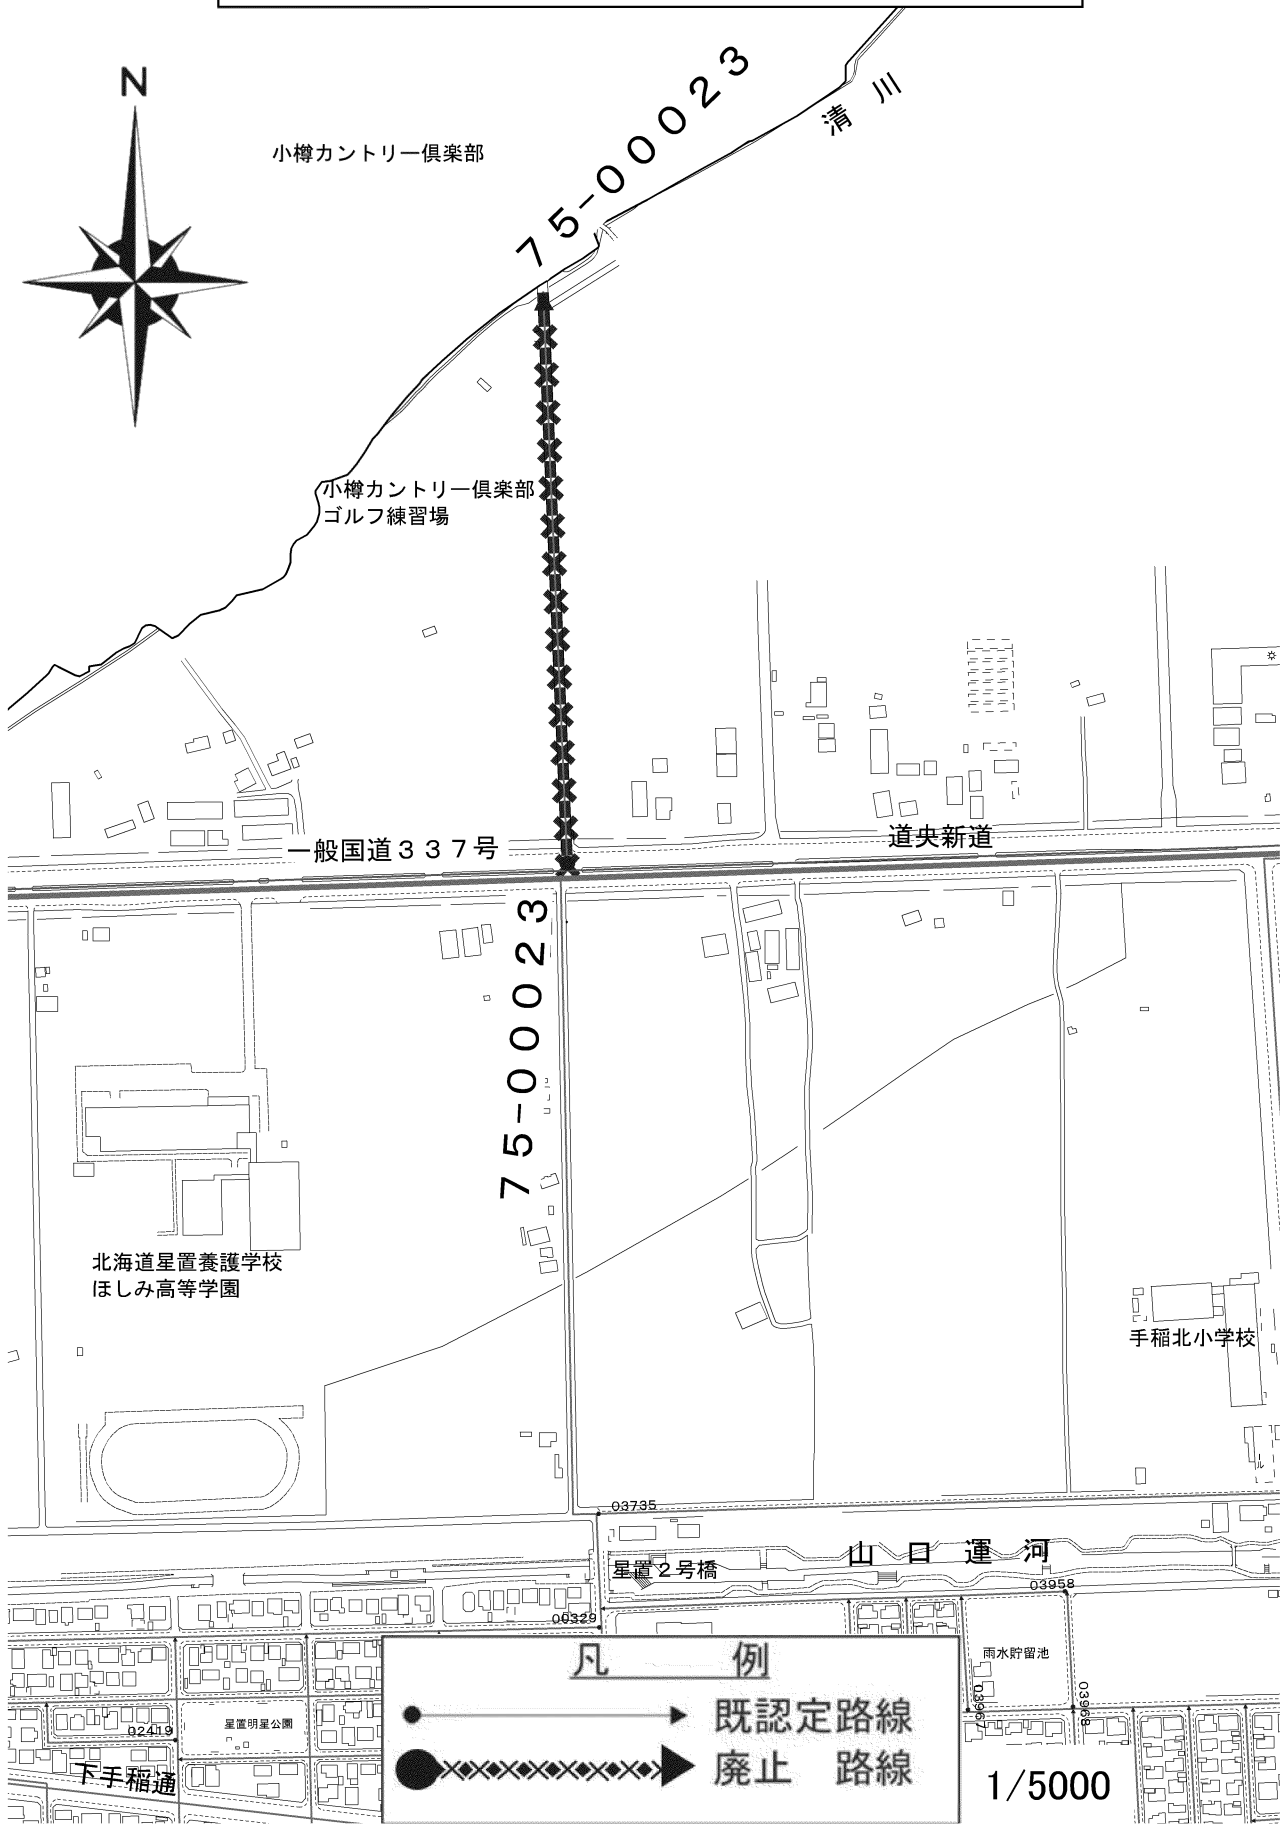 N
清川
75-00023
小樽カントリー倶楽部
小樽カントリー倶楽部
ゴルフ練習場
一般国道337号
道央新道
75-00023
北海道星置養護学校
ほしみ高等学園
手稲北小学校
03735
山口運河
星置2号橋
03958
00329
雨水貯留池
03967
03968
02419
星置明星公園
下手稲通
凡例
既認定路線
廃止 路線
1/5000